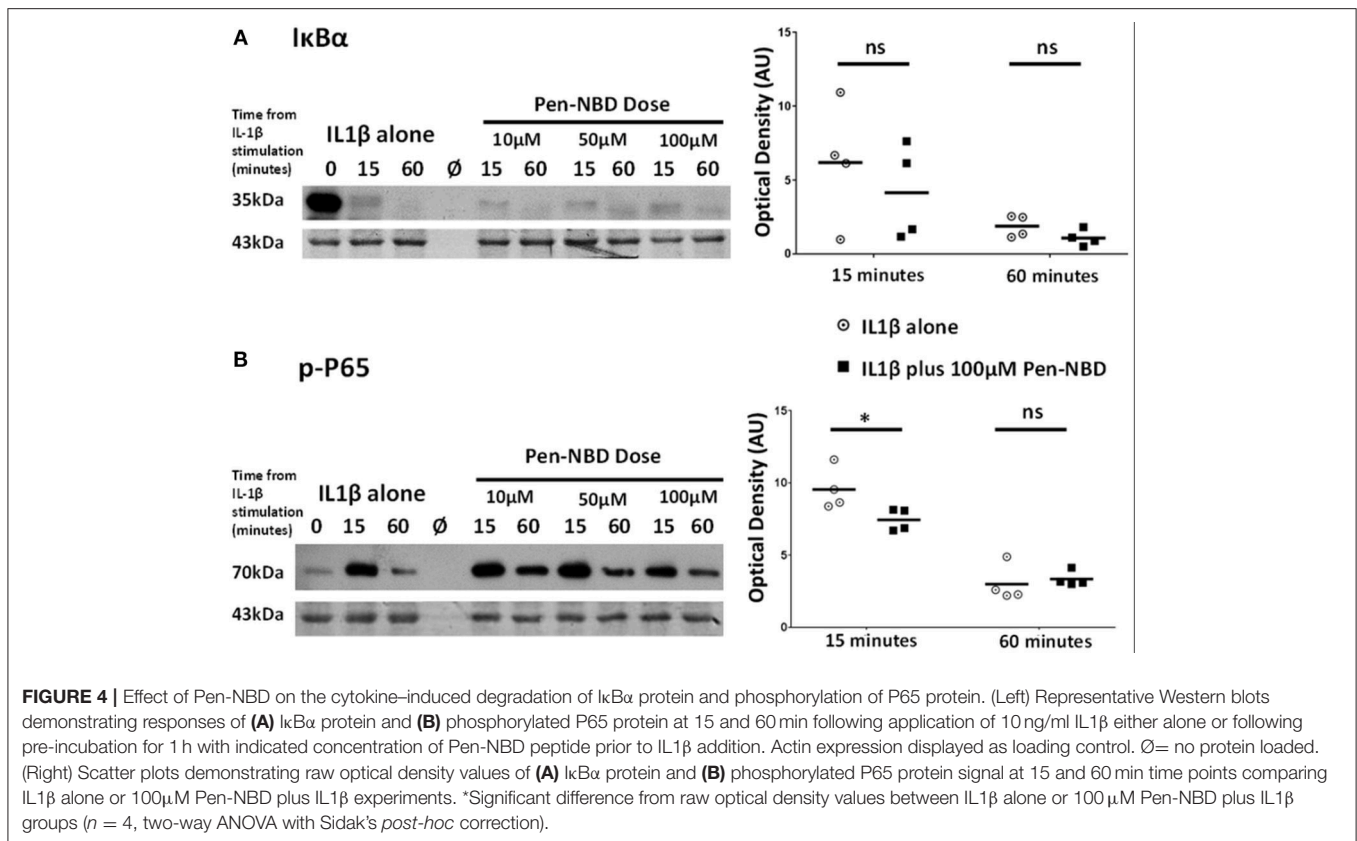 A IκBα
Time from
IL-1β
stimulation
(minutes)
IL1β alone
Pen-NBD Dose
10μM 50μM 100μM
0 15 60 Ø 15 60 15 60 15 60
35kDa
43kDa
Optical Density (AU)
15
10
5
0
ns ns
15 minutes 60 minutes
IL1β alone
IL1β plus 100μM Pen-NBD
B p-P65
Time from
IL-1β
stimulation
(minutes)
IL1β alone
Pen-NBD Dose
10μM 50μM 100μM
0 15 60 Ø 15 60 15 60 15 60
70kDa
43kDa
Optical Density (AU)
15
10
5
0
* ns
15 minutes 60 minutes
FIGURE 4 | Effect of Pen-NBD on the cytokine–induced degradation of IκBα protein and phosphorylation of P65 protein. (Left) Representative Western blots
demonstrating responses of (A) IκBα protein and (B) phosphorylated P65 protein at 15 and 60 min following application of 10 ng/ml IL1β either alone or following
pre-incubation for 1 h with indicated concentration of Pen-NBD peptide prior to IL1β addition. Actin expression displayed as loading control. Ø= no protein loaded.
(Right) Scatter plots demonstrating raw optical density values of (A) IκBα protein and (B) phosphorylated P65 protein signal at 15 and 60 min time points comparing
IL1β alone or 100μM Pen-NBD plus IL1β experiments. *Significant difference from raw optical density values between IL1β alone or 100 μM Pen-NBD plus IL1β
groups (n = 4, two-way ANOVA with Sidak's post-hoc correction).